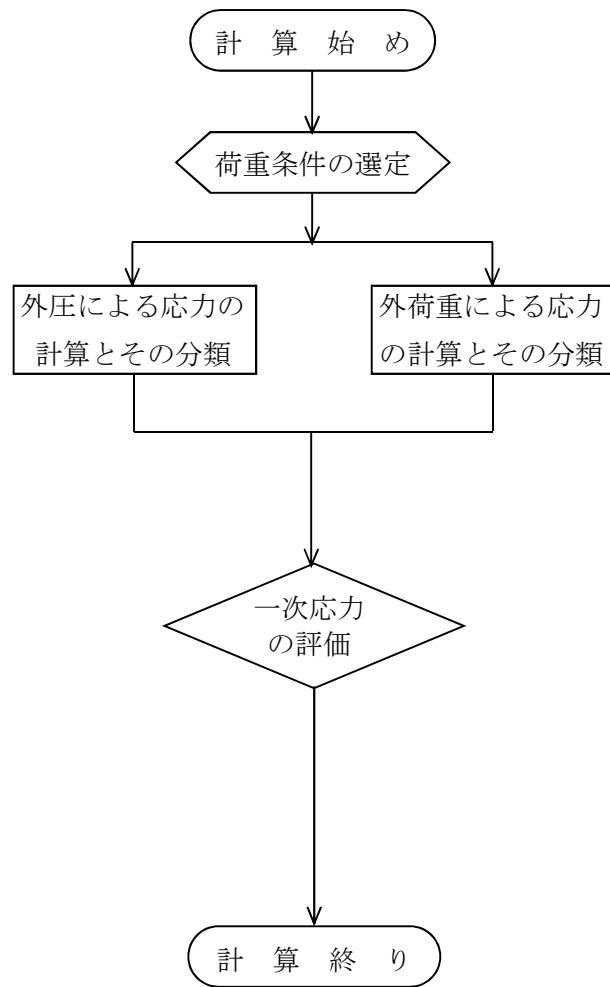 計 算 始 め
荷重条件の選定
外圧による応力の
計算とその分類
外荷重による応力
の計算とその分類
一次応力
の評価
計 算 終 り